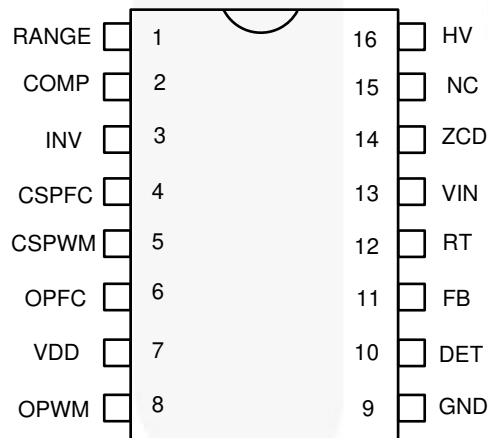 RANGE 1 16 HV
COMP 2 15 NC
INV 3 14 ZCD
CSPFC 4 13 VIN
CSPWM 5 12 RT
OPFC 6 11 FB
VDD 7 10 DET
OPWM 8 9 GND